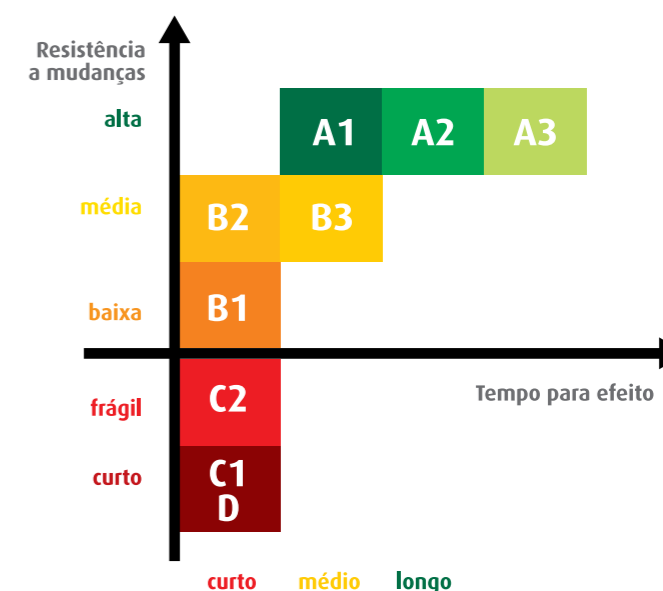 Resistência
a mudanças
alta
A1 A2 A3
média
B2 B3
baixa
B1
Tempo para efeito
frágil
C2
curto
C1
D
curto médio longo